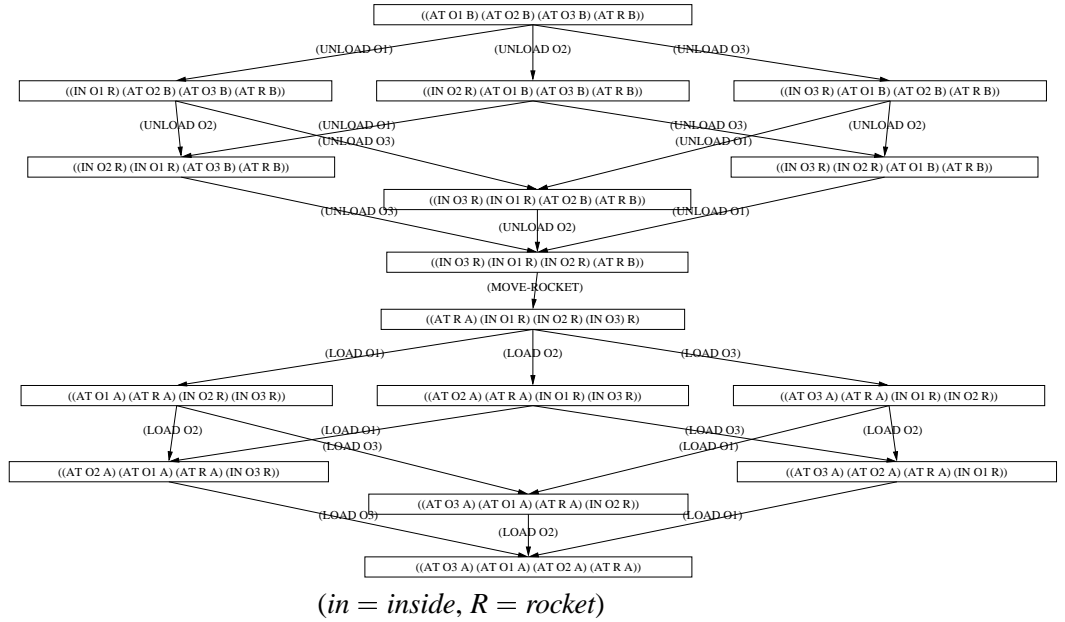 ((AT O1 B) (AT O2 B) (AT O3 B) (AT R B))
(UNLOAD O1)
(UNLOAD O2)
(UNLOAD O3)
((IN O1 R) (AT O2 B) (AT O3 B) (AT R B))
((IN O2 R) (AT O1 B) (AT O3 B) (AT R B))
((IN O3 R) (AT O1 B) (AT O2 B) (AT R B))
(UNLOAD O2)
(UNLOAD O1)
(UNLOAD O3)
(UNLOAD O3)
(UNLOAD O1)
(UNLOAD O2)
((IN O2 R) (IN O1 R) (AT O3 B) (AT R B))
((IN O3 R) (IN O2 R) (AT O1 B) (AT R B))
((IN O3 R) (IN O1 R) (AT O2 B) (AT R B))
(UNLOAD O3)
(UNLOAD O2)
(UNLOAD O1)
((IN O3 R) (IN O1 R) (IN O2 R) (AT R B))
(MOVE-ROCKET)
((AT R A) (IN O1 R) (IN O2 R) (IN O3) R)
(LOAD O1)
(LOAD O2)
(LOAD O3)
((AT O1 A) (AT R A) (IN O2 R) (IN O3 R))
((AT O2 A) (AT R A) (IN O1 R) (IN O3 R))
((AT O3 A) (AT R A) (IN O1 R) (IN O2 R))
(LOAD O2)
(LOAD O1)
(LOAD O3)
(LOAD O3)
(LOAD O1)
(LOAD O2)
((AT O2 A) (AT O1 A) (AT R A) (IN O3 R))
((AT O3 A) (AT O2 A) (AT R A) (IN O1 R))
((AT O3 A) (AT O1 A) (AT R A) (IN O2 R))
(LOAD O3)
(LOAD O2)
(LOAD O1)
((AT O3 A) (AT O1 A) (AT O2 A) (AT R A))
(in = inside, R = rocket)